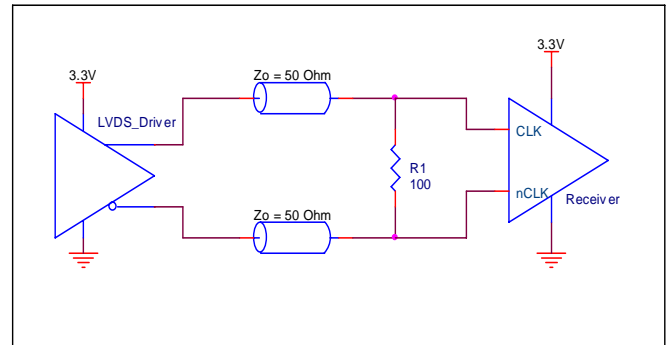 3.3V
Zo = 50 Ohm
3.3V
LVDS_Driver
CLK
R1
100
nCLK
Receiver
Zo = 50 Ohm